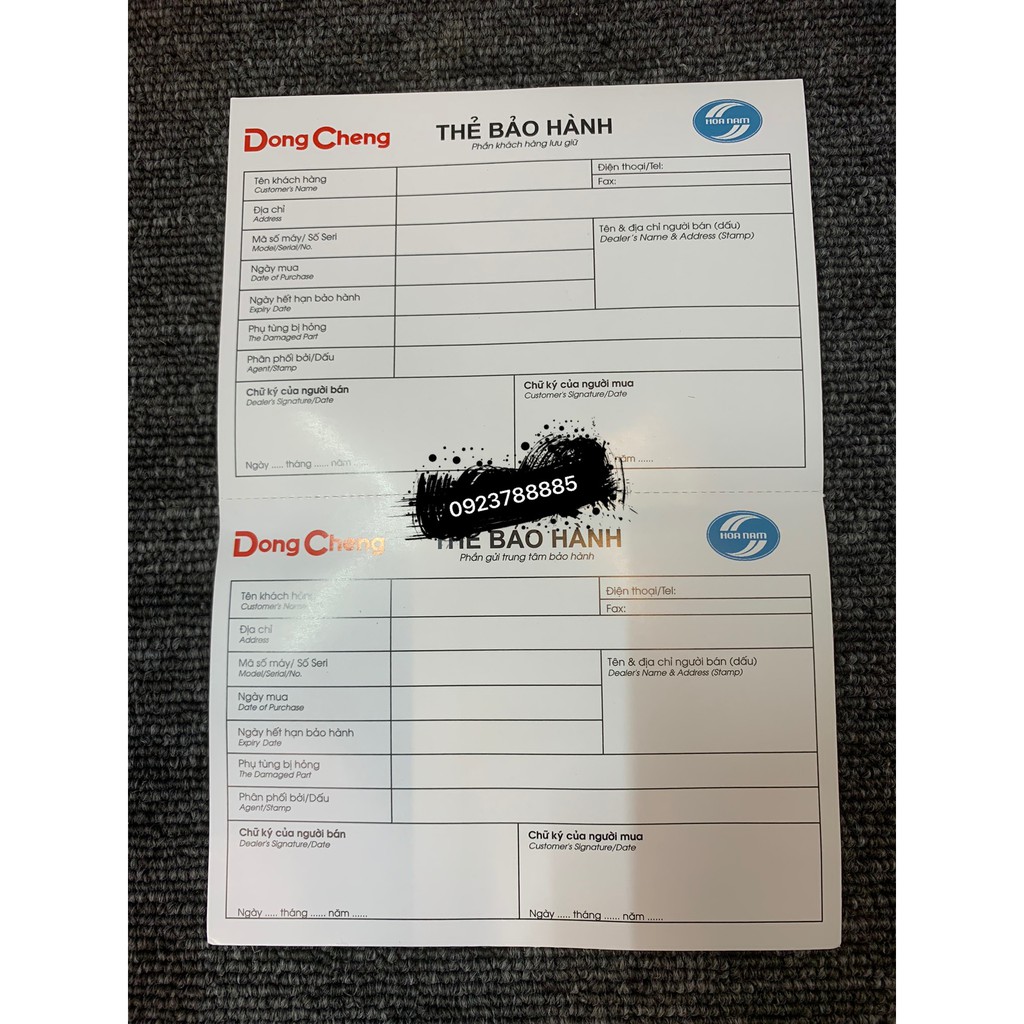 Dong Cheng
THẺ BẢO HÀNH
Phần khách hàng lưu giữ
HOA NAM
Tên khách hàng
Customer's Name
Điện thoại/Tel:
Fax:
Địa chỉ
Address
Mã số máy/ Số Seri
Model/Serial/No.
Tên & địa chỉ người bán (dấu)
Dealer's Name & Address (Stamp)
Ngày mua
Date of Purchase
Ngày hết hạn bảo hành
Expiry Date
Phụ tùng bị hỏng
The Damaged Part
Phân phối bởi/Dấu
Agent/Stamp
Chữ ký của người bán
Dealer's Signature/Date
Chữ ký của người mua
Customer's Signature/Date
Ngày ..... tháng ...... năm
năm ......
0923788885
Dong Cheng
THẺ BẢO HÀNH
Phần gửi trung tâm bảo hành
HOA NAM
Tên khách hàng
Customer's Name
Điện thoại/Tel:
Fax:
Địa chỉ
Address
Mã số máy/ Số Seri
Model/Serial/No.
Tên & địa chỉ người bán (dấu)
Dealer's Name & Address (Stamp)
Ngày mua
Date of Purchase
Ngày hết hạn bảo hành
Expiry Date
Phụ tùng bị hỏng
The Damaged Part
Phân phối bởi/Dấu
Agent/Stamp
Chữ ký của người bán
Dealer's Signature/Date
Chữ ký của người mua
Customer's Signature/Date
Ngày ..... tháng ...... năm ......
Ngày ..... tháng ...... năm ......